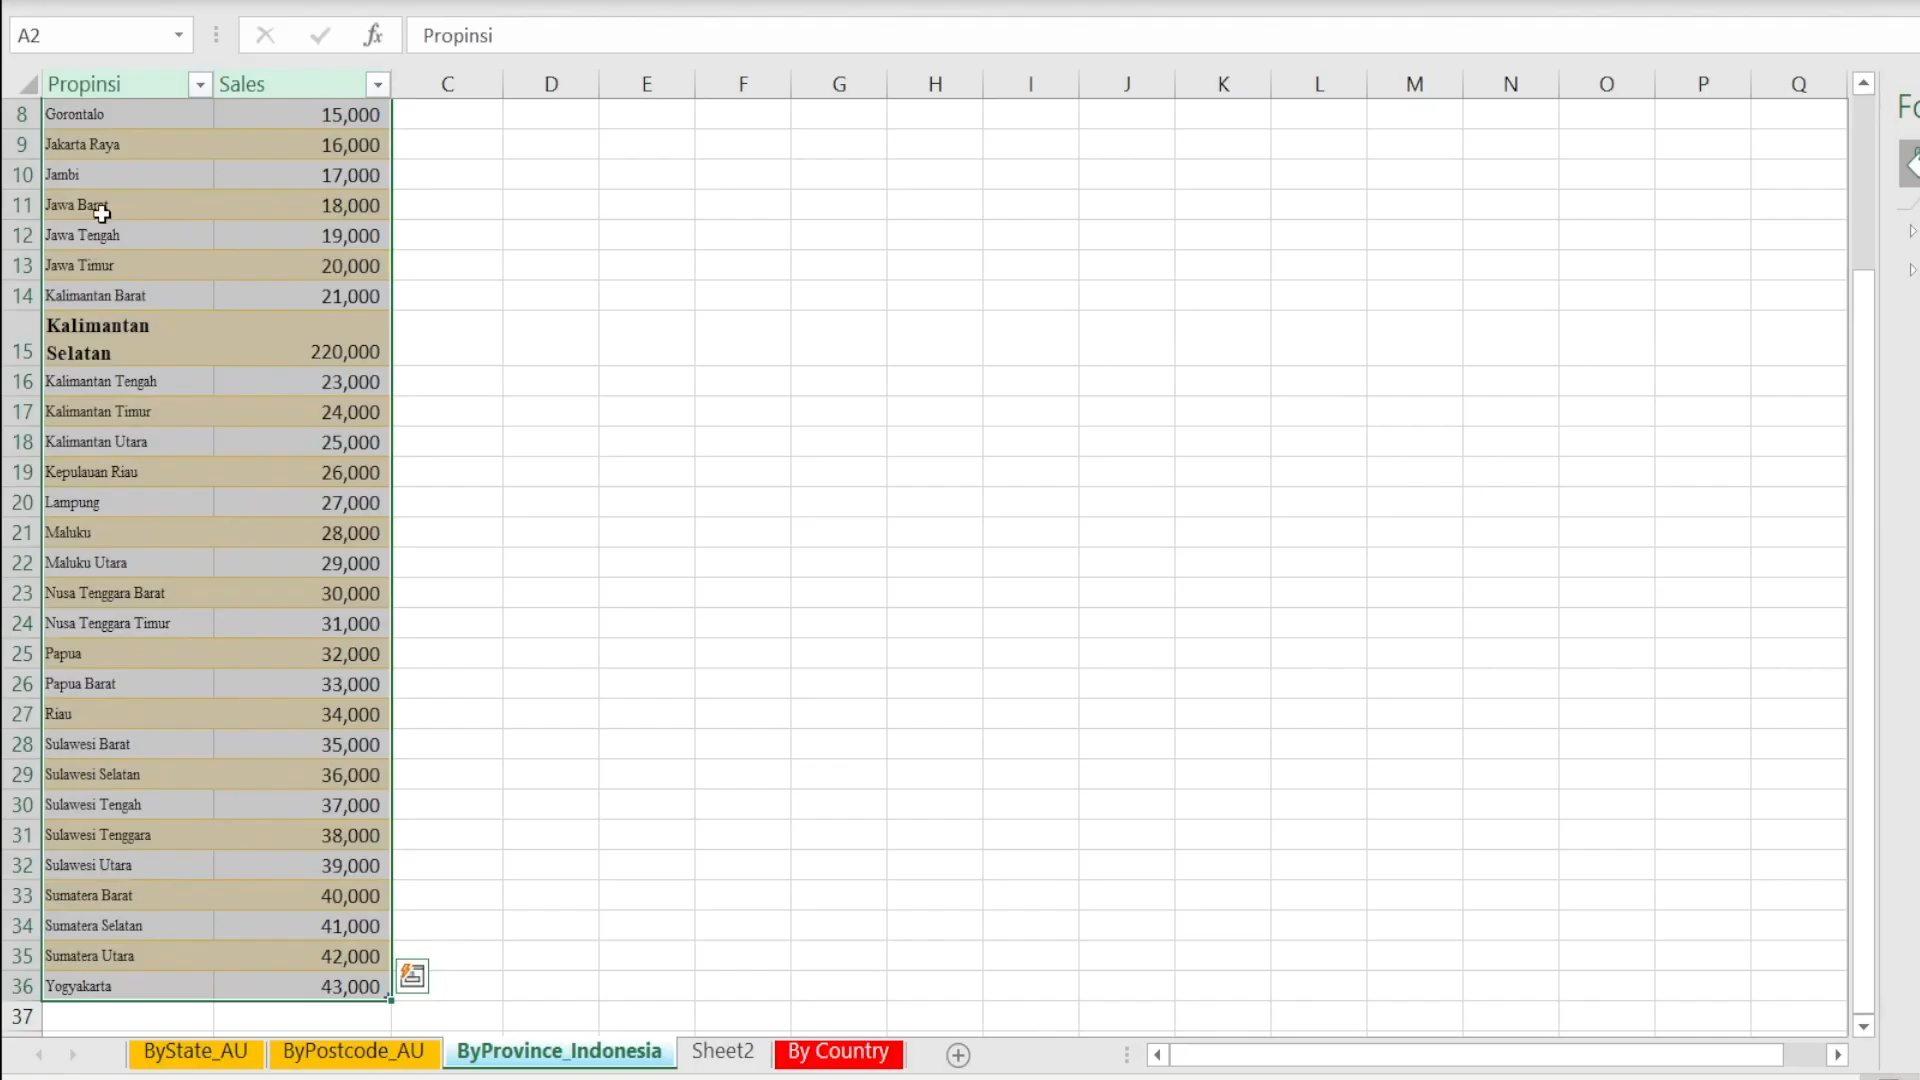 A2
fx
Propinsi
Propinsi Sales C D E F G H I J K L M N O P Q
Fo
8 Gorontalo 15,000
9 Jakarta Raya 16,000
10 Jambi 17,000
11 Jawa Barat 18,000
12 Jawa Tengah 19,000
13 Jawa Timur 20,000
14 Kalimantan Barat 21,000
Kalimantan
15 Selatan 220,000
16 Kalimantan Tengah 23,000
17 Kalimantan Timur 24,000
18 Kalimantan Utara 25,000
19 Kepulauan Riau 26,000
20 Lampung 27,000
21 Maluku 28,000
22 Maluku Utara 29,000
23 Nusa Tenggara Barat 30,000
24 Nusa Tenggara Timur 31,000
25 Papua 32,000
26 Papua Barat 33,000
27 Riau 34,000
28 Sulawesi Barat 35,000
29 Sulawesi Selatan 36,000
30 Sulawesi Tengah 37,000
31 Sulawesi Tenggara 38,000
32 Sulawesi Utara 39,000
33 Sumatera Barat 40,000
34 Sumatera Selatan 41,000
35 Sumatera Utara 42,000
36 Yogyakarta 43,000
37
ByState_AU ByPostcode_AU ByProvince_Indonesia Sheet2 By Country